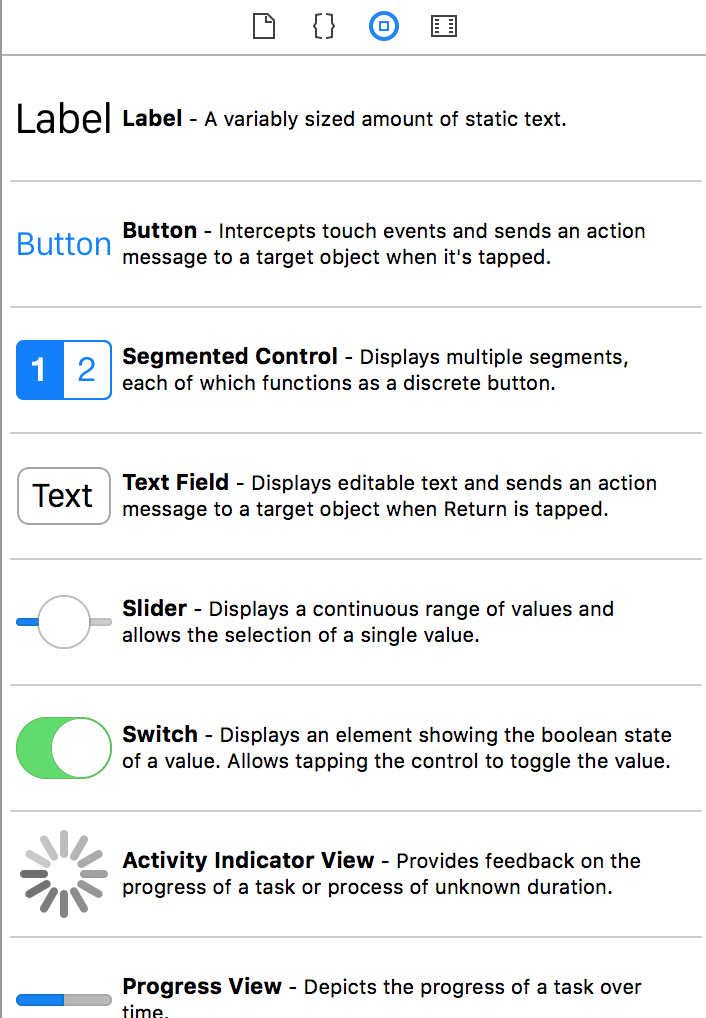 Label Label - A variably sized amount of static text.
Button Button - Intercepts touch events and sends an action
message to a target object when it's tapped.
1 2 Segmented Control - Displays multiple segments,
each of which functions as a discrete button.
Text Text Field - Displays editable text and sends an action
message to a target object when Return is tapped.
Slider - Displays a continuous range of values and
allows the selection of a single value.
Switch - Displays an element showing the boolean state
of a value. Allows tapping the control to toggle the value.
Activity Indicator View - Provides feedback on the
progress of a task or process of unknown duration.
Progress View - Depicts the progress of a task over
time.